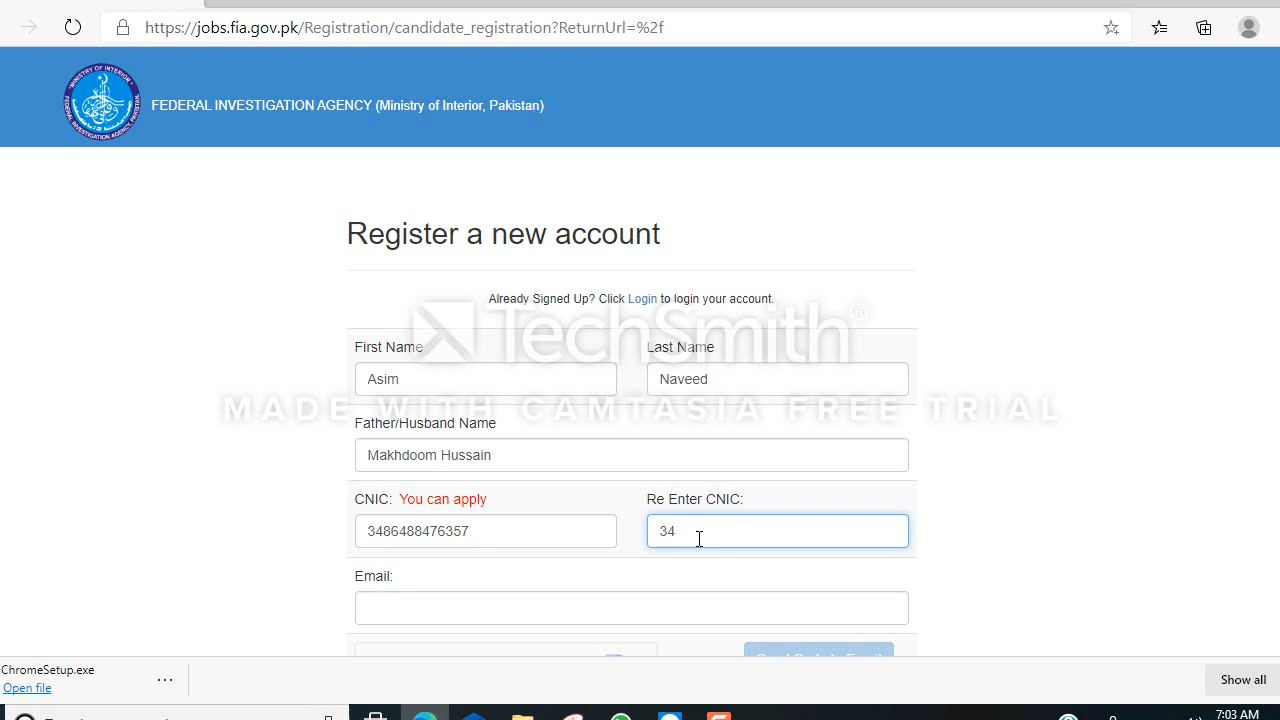 https://jobs.fia.gov.pk/Registration/candidate_registration?ReturnUrl=%2f
FEDERAL INVESTIGATION AGENCY (Ministry of Interior, Pakistan)
Register a new account
Already Signed Up? Click Login to login your account.
TechSmith®
First Name
Last Name
Asim
Naveed
MADE WITH CAMTASIA FREE TRIAL
Father/Husband Name
Makhdoom Hussain
CNIC: You can apply
Re Enter CNIC:
3486488476357
34
Email:
ChromeSetup.exe
Open file
Show all
7:03 AM